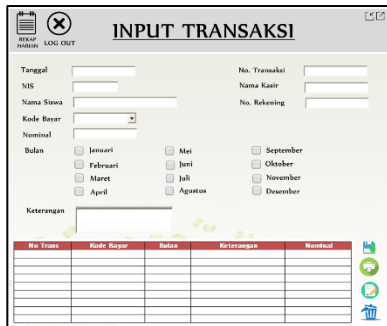 INPUT TRANSAKSI
REKAP HARIAN
LOG OUT
Tanggal
No. Transaksi
NIS
Nama Kasir
Nama Siswa
No. Rekening
Kode Bayar
Nominal
Bulan
Januari
Mei
September
Februari
Juni
Oktober
Maret
Juli
November
April
Agustus
Desember
Keterangan
No Trans
Kode Bayar
Bulan
Keterangan
Nominal